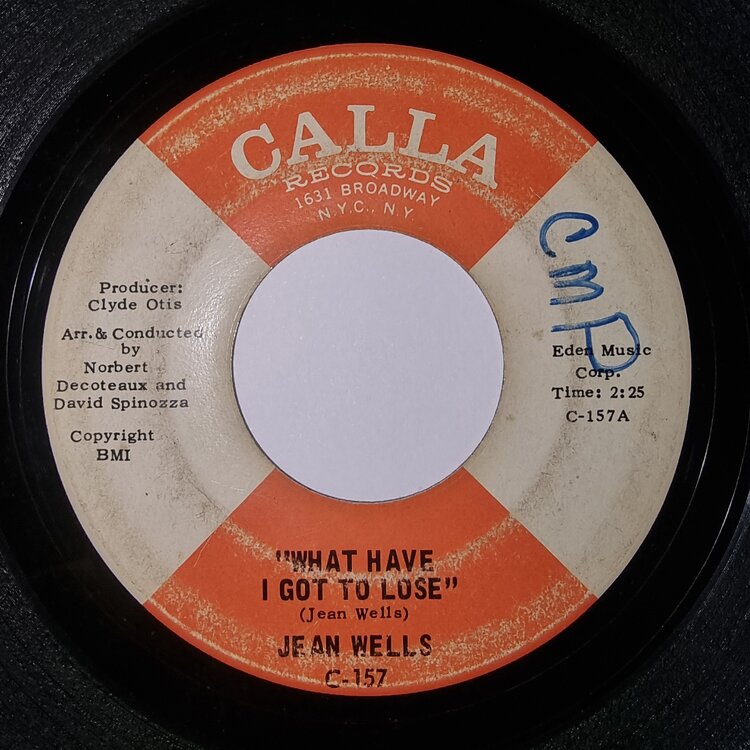 CALLA
RECORDS
1631 BROADWAY
N.Y.C., N.Y.
Producer:
Clyde Otis
Arr.& Conducted
by
Norbert
Decoteaux and
David Spinozza
Copyright
BMI
CMP
Eden Music
Corp.
Time: 2:25
C-157A
"WHAT HAVE
I GOT TO LOSE"
(Jean Wells)
JEAN WELLS
C-157